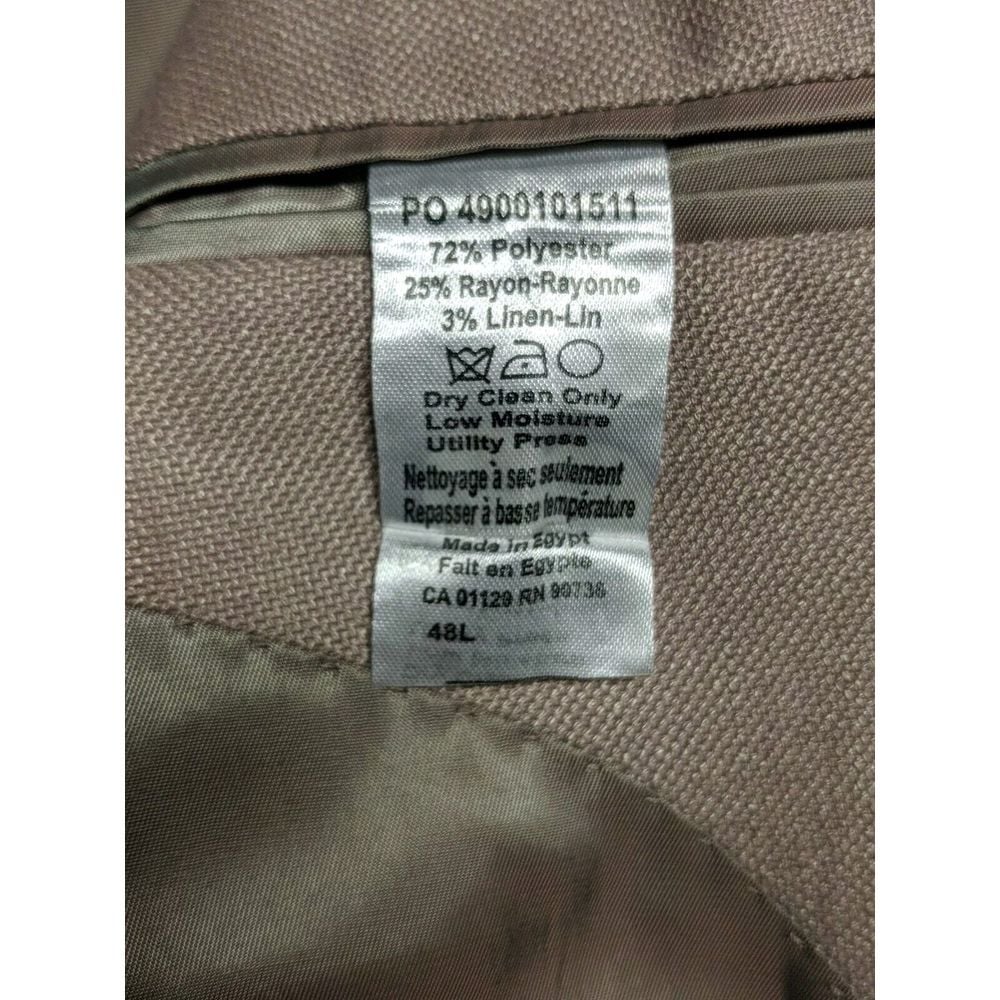 PO 4900101511
72% Polyester
25% Rayon-Rayonne
3% Linen-Lin
Dry Clean Only
Low Moisture
Utility Press
Nettoyage à sec seulement
Repasser à basse température
Made in Egypt
Fait en Egypte
CA 01129 RN
48L